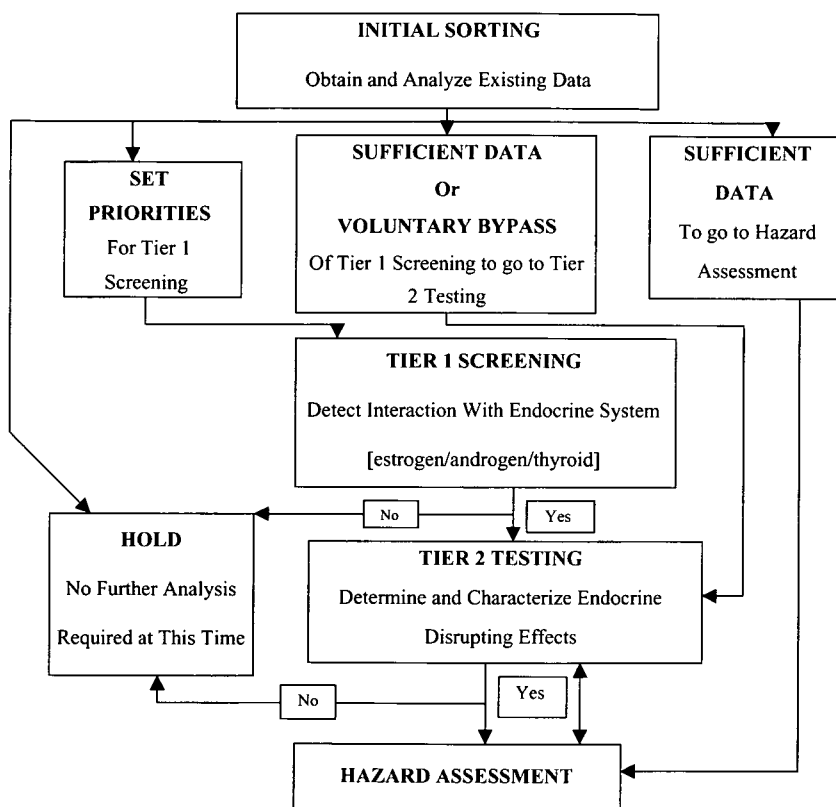 INITIAL SORTING
Obtain and Analyze Existing Data
SET
PRIORITIES
For Tier 1
Screening
SUFFICIENT DATA
Or
VOLUNTARY BYPASS
Of Tier 1 Screening to go to Tier
2 Testing
SUFFICIENT
DATA
To go to Hazard
Assessment
TIER 1 SCREENING
Detect Interaction With Endocrine System
[estrogen/androgen/thyroid]
No
Yes
HOLD
No Further Analysis
Required at This Time
TIER 2 TESTING
Determine and Characterize Endocrine
Disrupting Effects
No
Yes
HAZARD ASSESSMENT